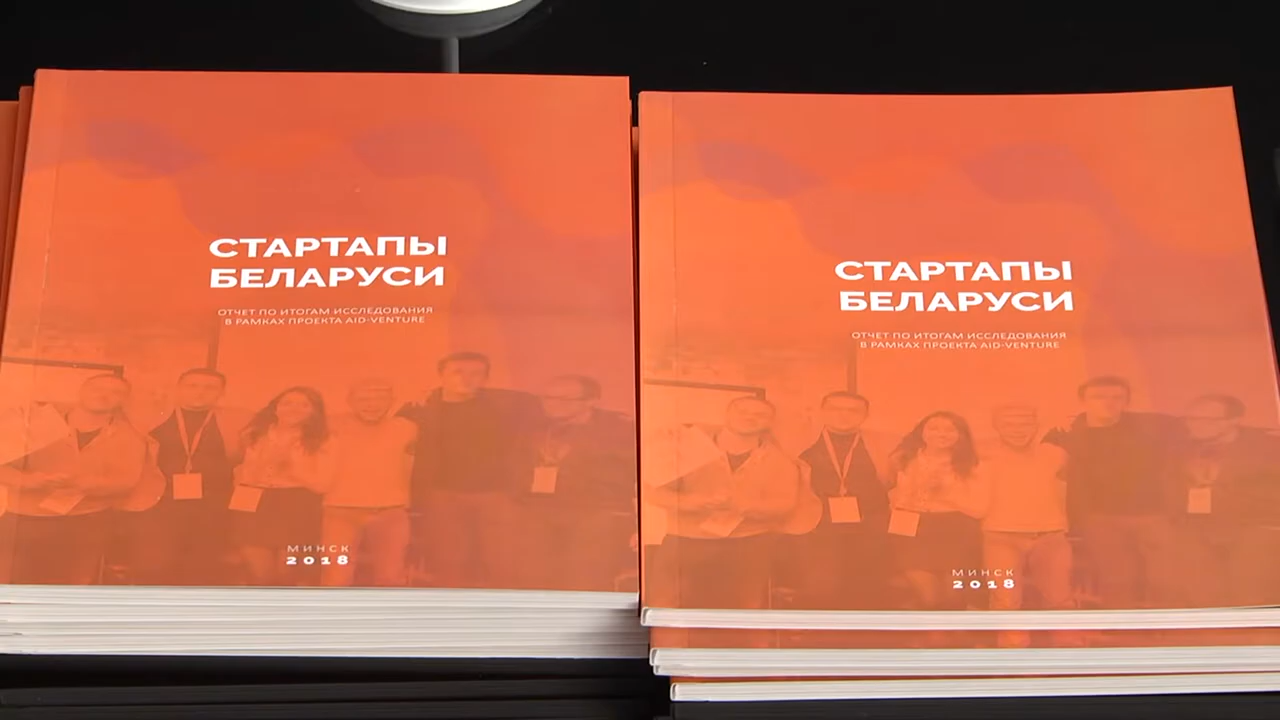 СТАРТАПЫ
БЕЛАРУСИ
ОТЧЕТ ПО ИТОГАМ ИССЛЕДОВАНИЯ
В РАМКАХ ПРОЕКТА AID-VENTURE
МИНСК
2018
СТАРТАПЫ
БЕЛАРУСИ
ОТЧЕТ ПО ИТОГАМ ИССЛЕДОВАНИЯ
В РАМКАХ ПРОЕКТА AID-VENTURE
МИНСК
2018